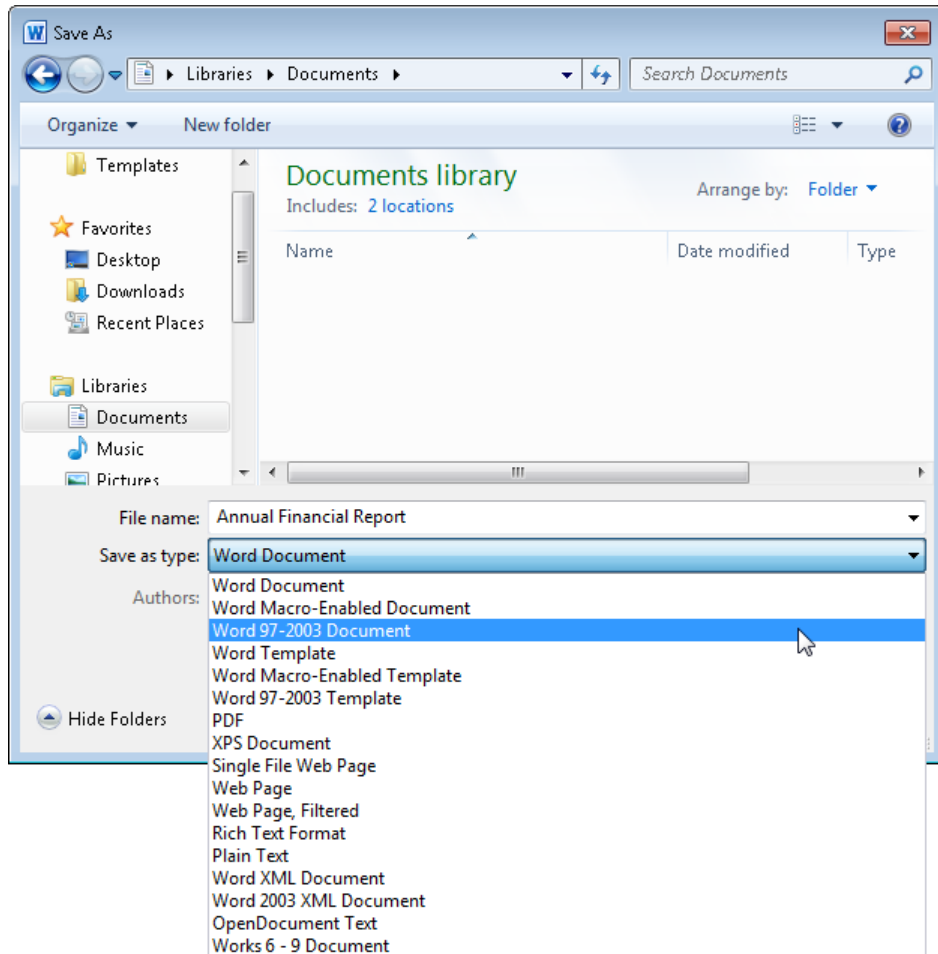 Save As
Libraries Documents
Search Documents
Organize New folder
Templates
Favorites
Desktop
Downloads
Recent Places
Libraries
Documents
Music
Pictures
Documents library
Includes: 2 locations
Arrange by: Folder
Name Date modified Type
File name: Annual Financial Report
Save as type: Word Document
Authors:
Word Document
Word Macro-Enabled Document
Word 97-2003 Document
Word Template
Word Macro-Enabled Template
Word 97-2003 Template
PDF
XPS Document
Single File Web Page
Web Page
Web Page, Filtered
Rich Text Format
Plain Text
Word XML Document
Word 2003 XML Document
OpenDocument Text
Works 6 - 9 Document
Hide Folders